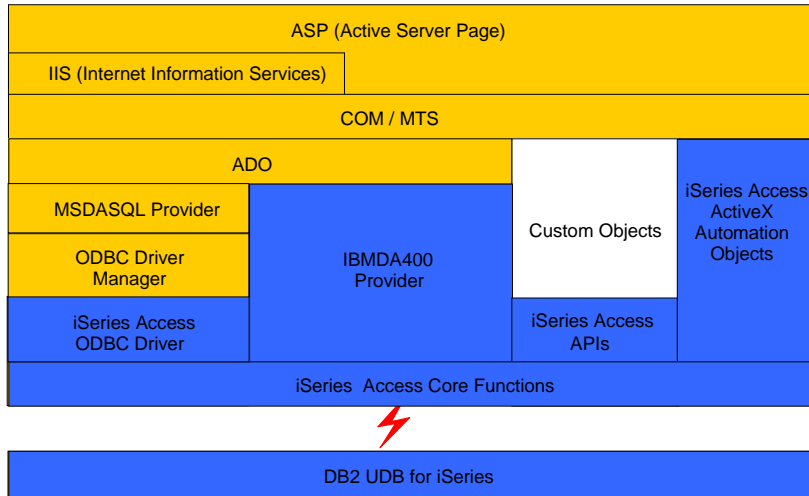 ASP (Active Server Page)
IIS (Internet Information Services)
COM / MTS
ADO
MSDASQL Provider
ODBC Driver
Manager
iSeries Access
ODBC Driver
IBMDA400
Provider
Custom Objects
iSeries Access
APIs
iSeries Access
ActiveX
Automation
Objects
iSeries Access Core Functions
DB2 UDB for iSeries